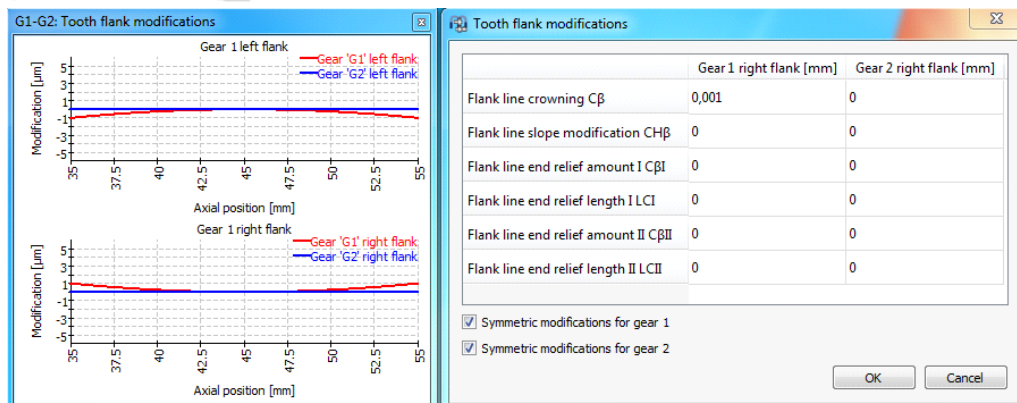 G1-G2: Tooth flank modifications
Gear 1 left flank
Gear 'G1' left flank
Gear 'G2' left flank
Modification [µm]
5
3
1
-1
-3
-5
35
37.5
40
42.5
45
47.5
50
52.5
55
Axial position [mm]
Gear 1 right flank
Gear 'G1' right flank
Gear 'G2' right flank
Modification [µm]
5
3
1
-1
-3
-5
35
37.5
40
42.5
45
47.5
50
52.5
55
Axial position [mm]
Tooth flank modifications
Gear 1 right flank [mm] Gear 2 right flank [mm]
Flank line crowning Cβ 0,001 0
Flank line slope modification CHβ 0 0
Flank line end relief amount I CβI 0 0
Flank line end relief length I LCI 0 0
Flank line end relief amount II CβII 0 0
Flank line end relief length II LCII 0 0
Symmetric modifications for gear 1
Symmetric modifications for gear 2
OK Cancel